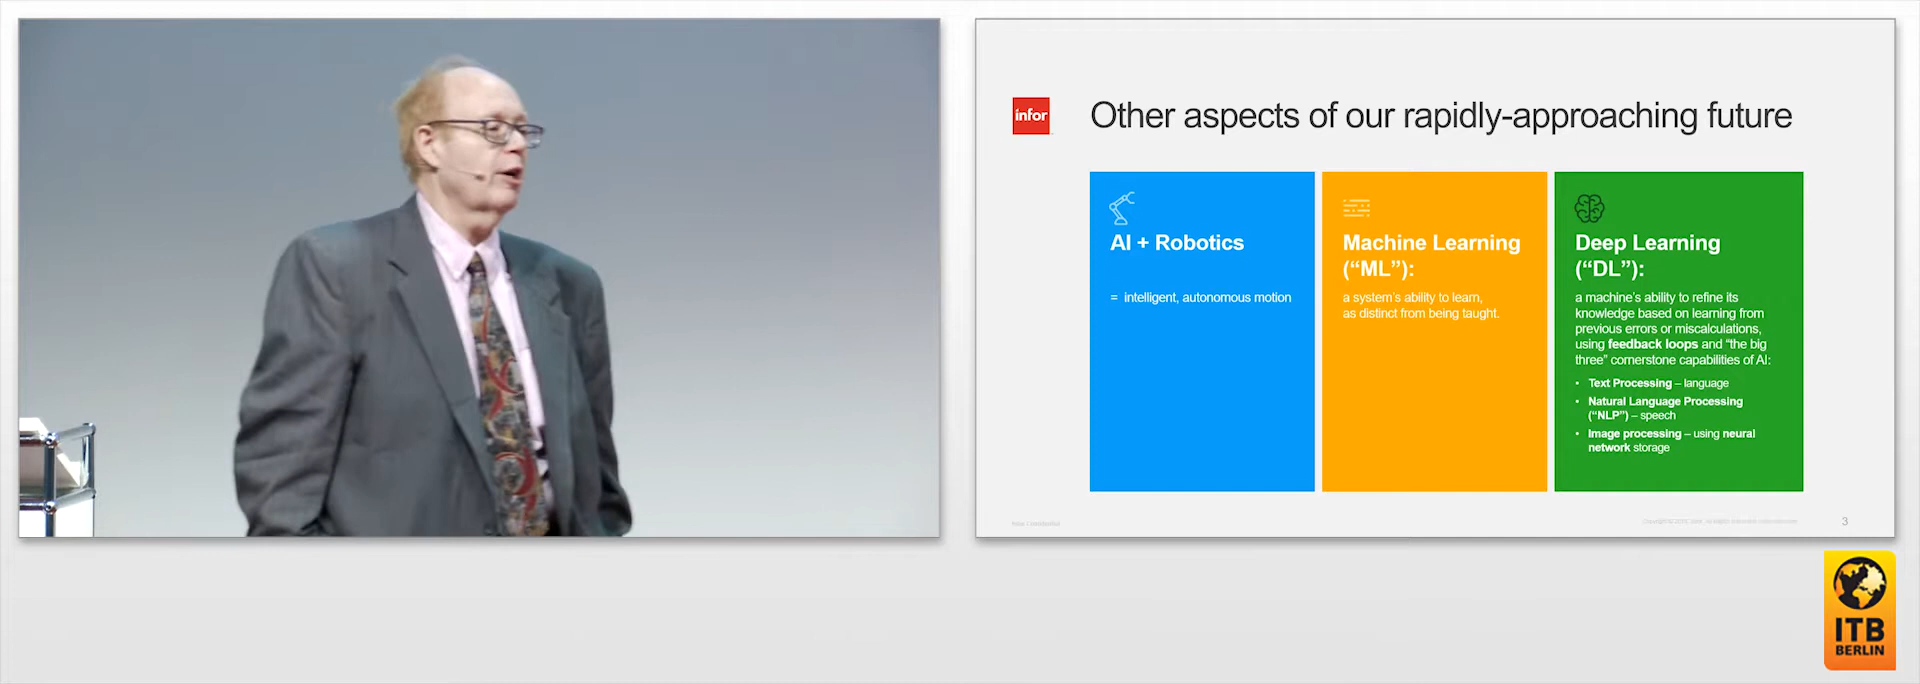 infor
Other aspects of our rapidly-approaching future
AI + Robotics
= intelligent, autonomous motion
Machine Learning
(“ML”):
a system’s ability to learn,
as distinct from being taught.
Deep Learning
(“DL”):
a machine’s ability to refine its
knowledge based on learning from
previous errors or miscalculations,
using feedback loops and “the big
three” cornerstone capabilities of AI:
• Text Processing – language
• Natural Language Processing
(“NLP”) – speech
• Image processing – using neural
network storage
3
ITB
BERLIN